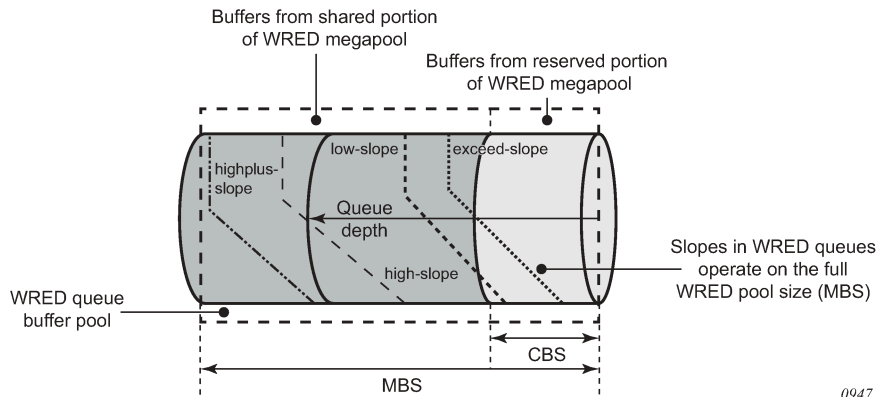 Buffers from shared portion
of WRED megapool
Buffers from reserved portion
of WRED megapool
low-slope
exceed-slope
highplus-
slope
Queue
depth
high-slope
Slopes in WRED queues
operate on the full
WRED pool size (MBS)
WRED queue
buffer pool
CBS
MBS
0947